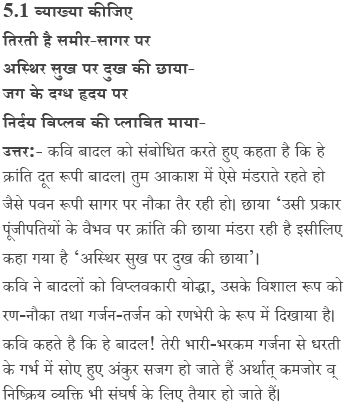 5.1 व्याख्या कीजिए
तिरती है समीर-सागर पर
अस्थिर सुख पर दुख की छाया-
जग के दग्ध हृदय पर
निर्दय विप्लव की प्लावित माया-
उत्तर:- कवि बादल को संबोधित करते हुए कहता है कि हे
क्रांति दूत रूपी बादल! तुम आकाश में ऐसे मंडराते रहते हो
जैसे पवन रूपी सागर पर नौका तैर रही हो। छाया ‘उसी प्रकार
पूंजीपतियों के वैभव पर क्रांति की छाया मंडरा रही है इसीलिए
कहा गया है ‘अस्थिर सुख पर दुख की छाया’।
कवि ने बादलों को विप्लवकारी योद्धा, उसके विशाल रूप को
रण-नौका तथा गर्जन-तर्जन को रणभेरी के रूप में दिखाया है।
कवि कहते है कि हे बादल! तेरी भारी-भरकम गर्जना से धरती
के गर्भ में सोए हुए अंकुर सजग हो जाते हैं अर्थात् कमजोर व्
निष्क्रिय व्यक्ति भी संघर्ष के लिए तैयार हो जाते हैं।